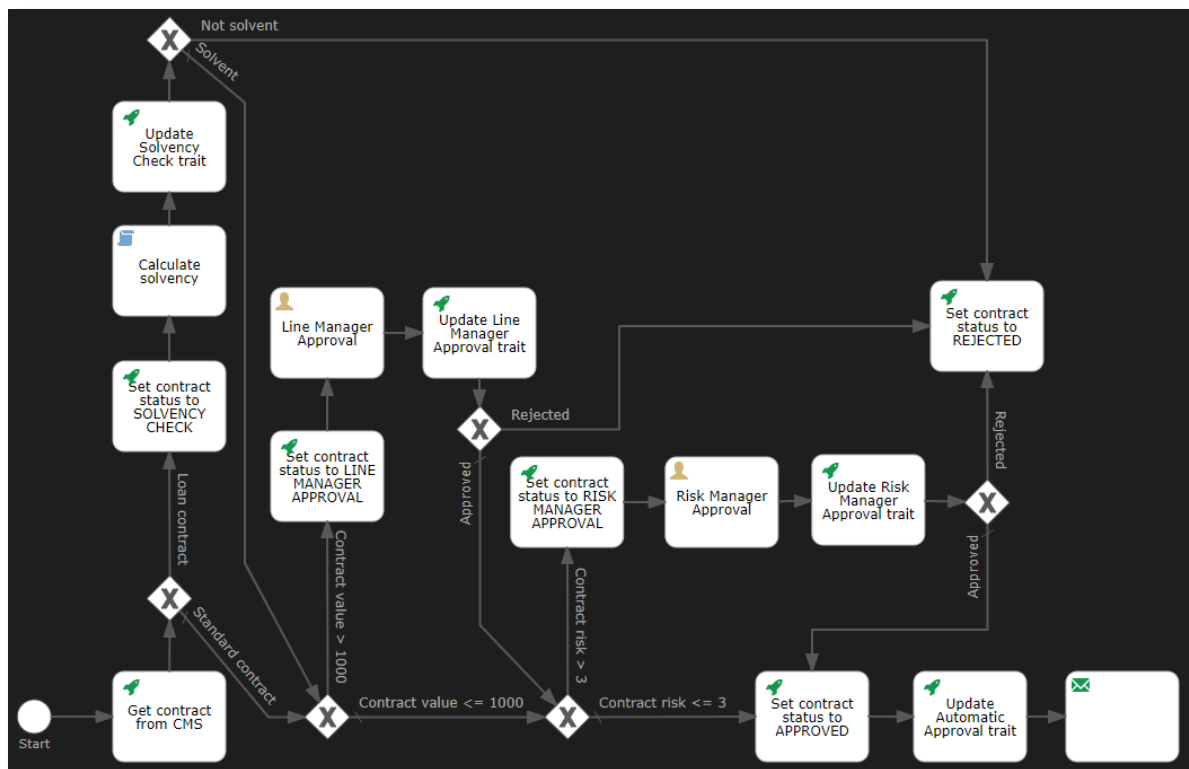 Not solvent
Solvent
Update
Solvency
Check trait
Calculate
solvency
Line Manager
Approval
Update Line
Manager
Approval trait
Set contract
status to
REJECTED
Set contract
status to
SOLVENCY
CHECK
Rejected
Rejected
Set contract
status to LINE
MANAGER
APPROVAL
Approved
Set contract
status to RISK
MANAGER
APPROVAL
Risk Manager
Approval
Update Risk
Manager
Approval trait
Loan contract
Approved
Contract value > 1000
Contract risk > 3
Standard contract
Start
Get contract
from CMS
Contract value <= 1000
Contract risk <= 3
Set contract
status to
APPROVED
Update
Automatic
Approval trait